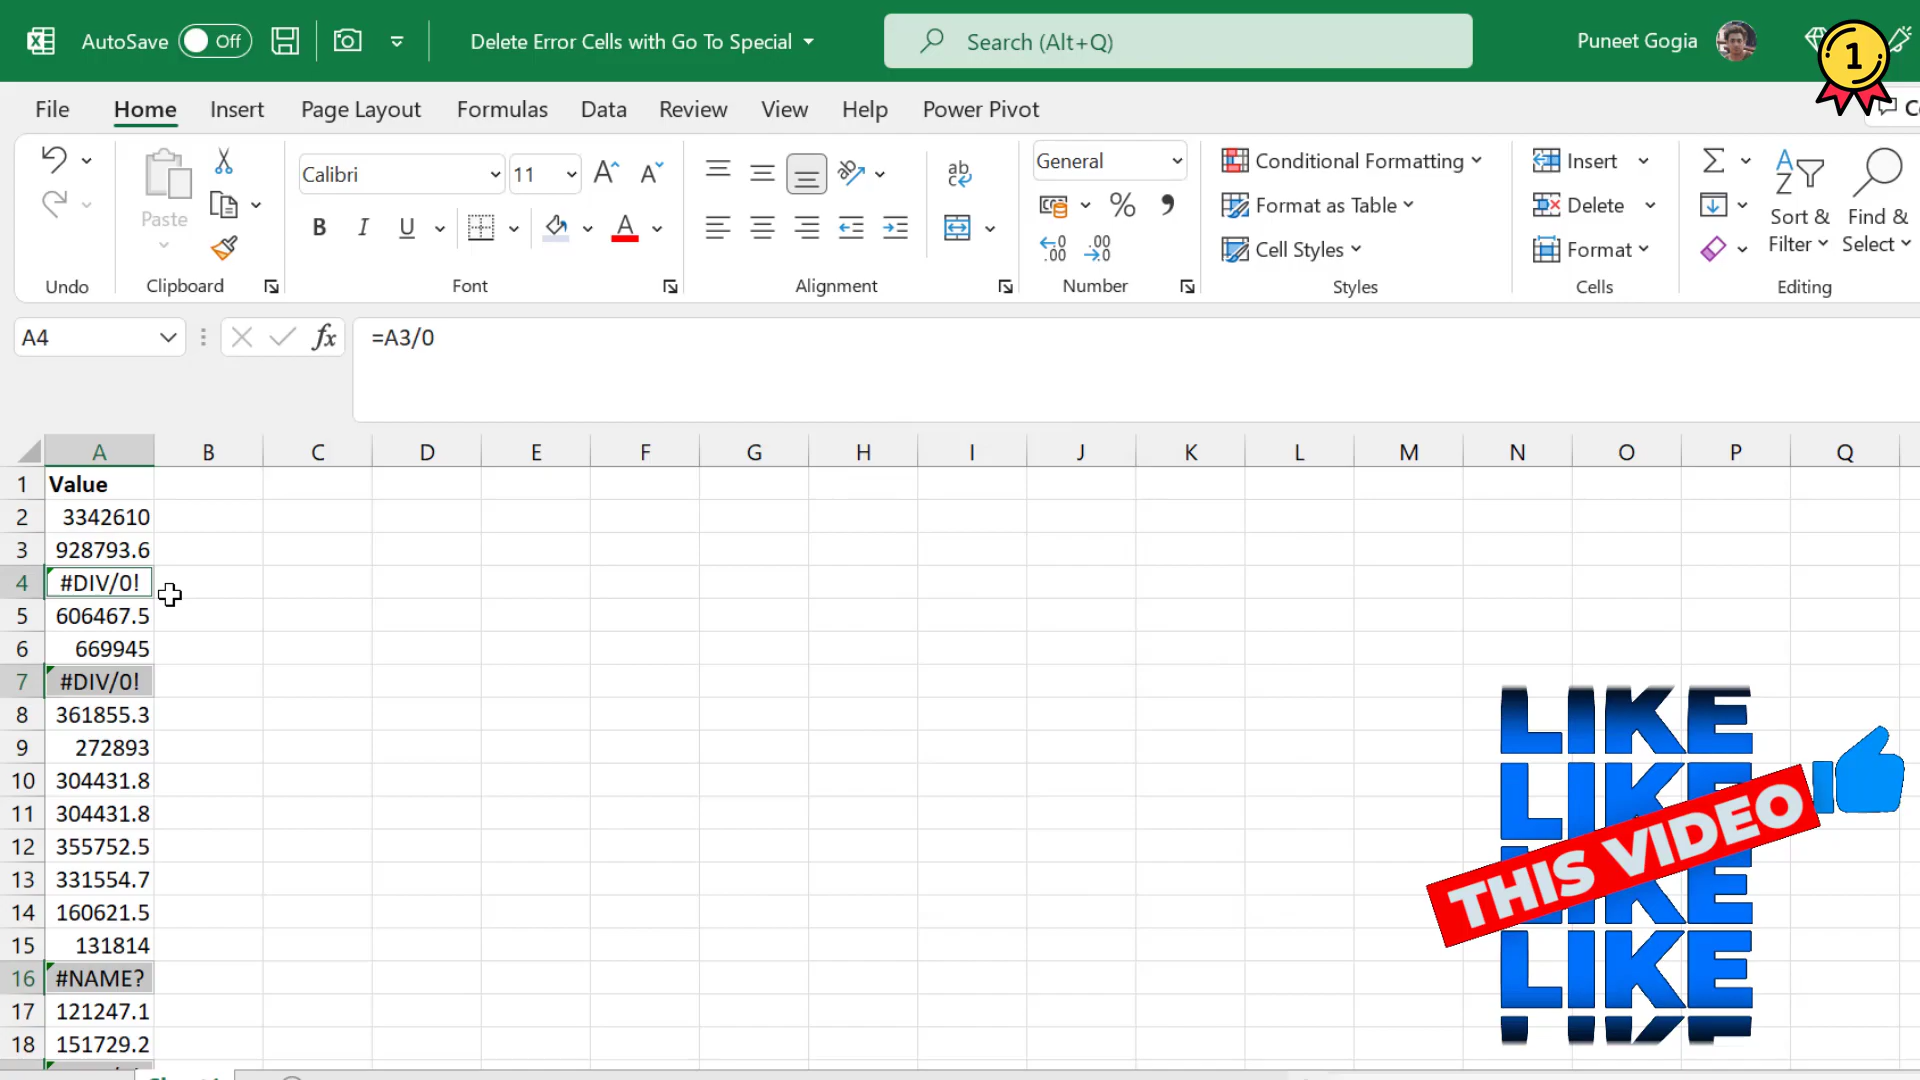 AutoSave Off Delete Error Cells with Go To Special Search (Alt+Q) Puneet Gogia 1
File Home Insert Page Layout Formulas Data Review View Help Power Pivot
Paste Calibri 11 General Conditional Formatting Insert
B I U A % Format as Table Delete Sort & Filter Find & Select
Cell Styles Format
Undo Clipboard Font Alignment Number Styles Cells Editing
A4 fx =A3/0
A B C D E F G H I J K L M N O P Q
1 Value
2 3342610
3 928793.6
4 #DIV/0!
5 606467.5
6 669945
7 #DIV/0!
8 361855.3
9 272893
10 304431.8
11 304431.8
12 355752.5
13 331554.7
14 160621.5
15 131814
16 #NAME?
17 121247.1
18 151729.2
LIKE
LIKE
THIS VIDEO
LIKE
LIKE
LIKE